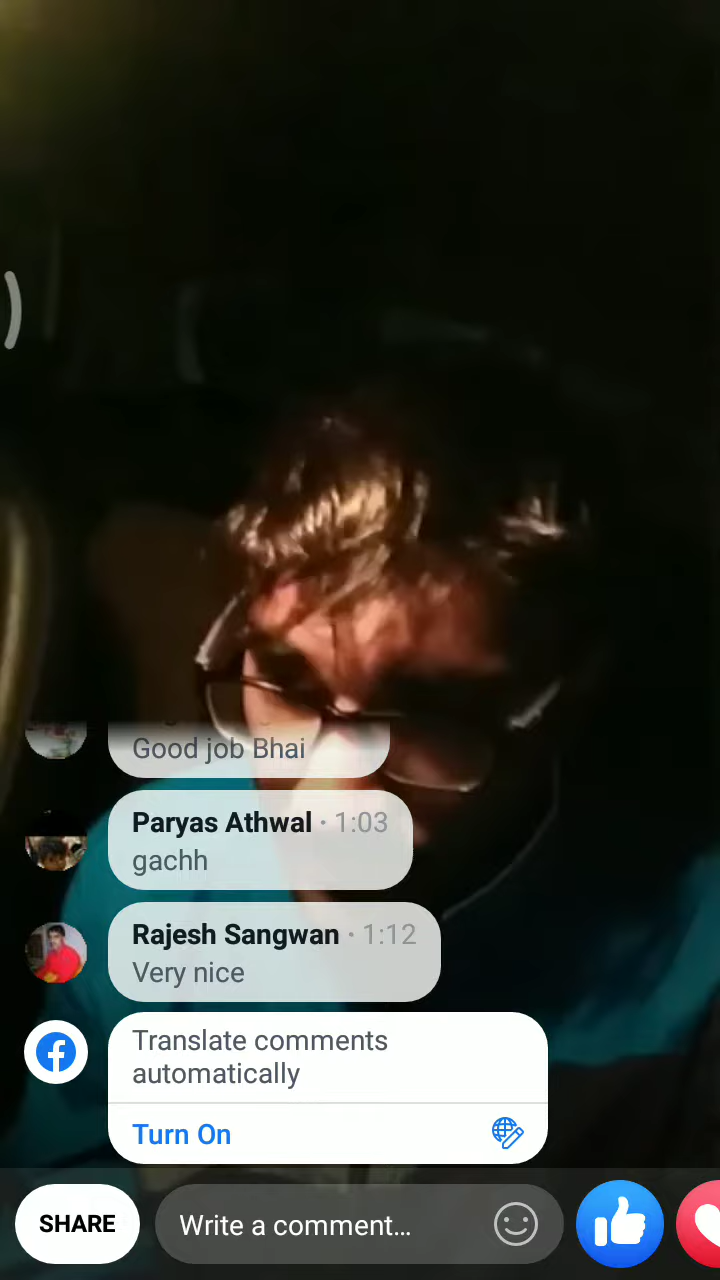 Good job Bhai
Paryas Athwal · 1:03
gachh
Rajesh Sangwan · 1:12
Very nice
Translate comments
automatically
Turn On
SHARE
Write a comment...